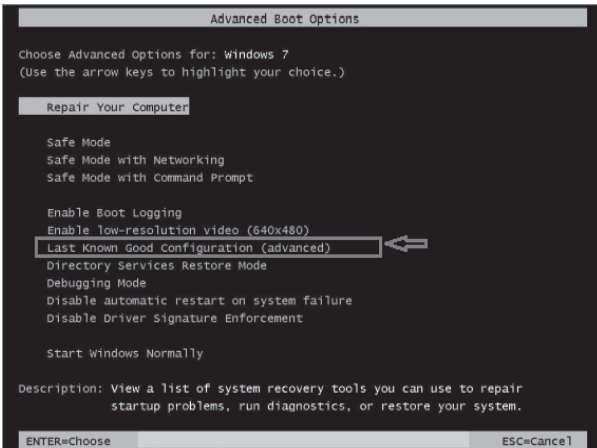 Advanced Boot Options
Choose Advanced Options for: Windows 7
(Use the arrow keys to highlight your choice.)
Repair Your Computer
Safe Mode
Safe Mode with Networking
Safe Mode with Command Prompt
Enable Boot Logging
Enable low-resolution video (640x480)
Last Known Good Configuration (advanced)
Directory Services Restore Mode
Debugging Mode
Disable automatic restart on system failure
Disable Driver Signature Enforcement
Start Windows Normally
Description: View a list of system recovery tools you can use to repair
startup problems, run diagnostics, or restore your system.
ENTER=Choose ESC=Cancel